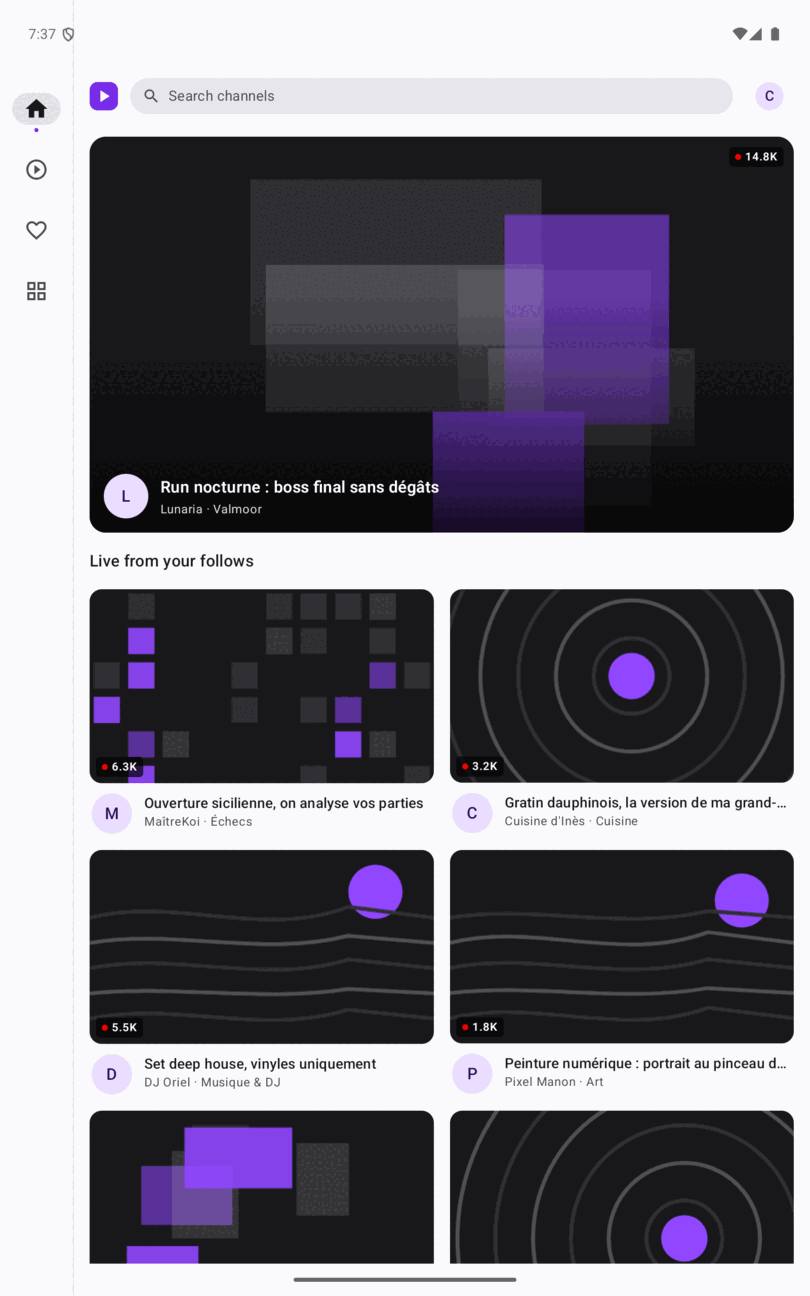 7:37
Search channels
C
14.8K
L
Run nocturne : boss final sans dégâts
Lunaria · Valmoor
Live from your follows
6.3K
3.2K
M
Ouverture sicilienne, on analyse vos parties
MaîtreKoi · Échecs
C
Gratin dauphinois, la version de ma grand-…
Cuisine d'Inès · Cuisine
5.5K
1.8K
D
Set deep house, vinyles uniquement
DJ Oriel · Musique & DJ
P
Peinture numérique : portrait au pinceau d…
Pixel Manon · Art